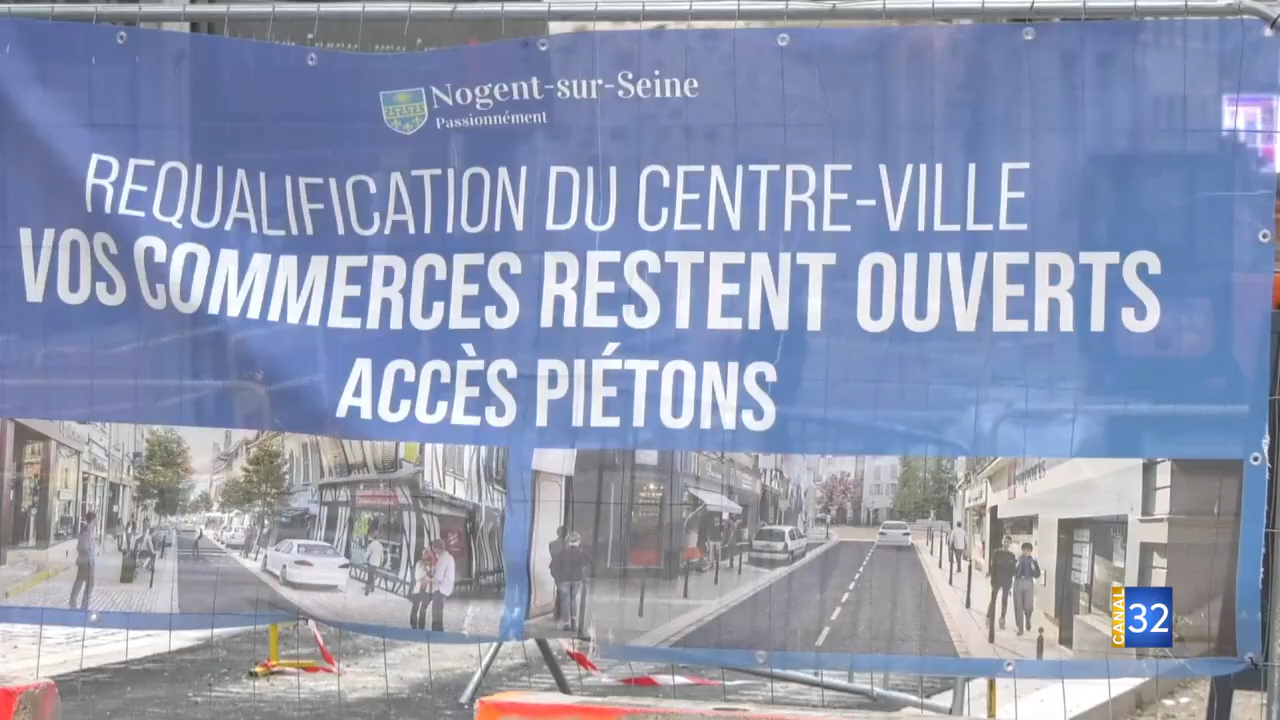 Nogent-sur-Seine
Passionnément
REQUALIFICATION DU CENTRE-VILLE
VOS COMMERCES RESTENT OUVERTS
ACCÈS PIÉTONS
CANAL 32